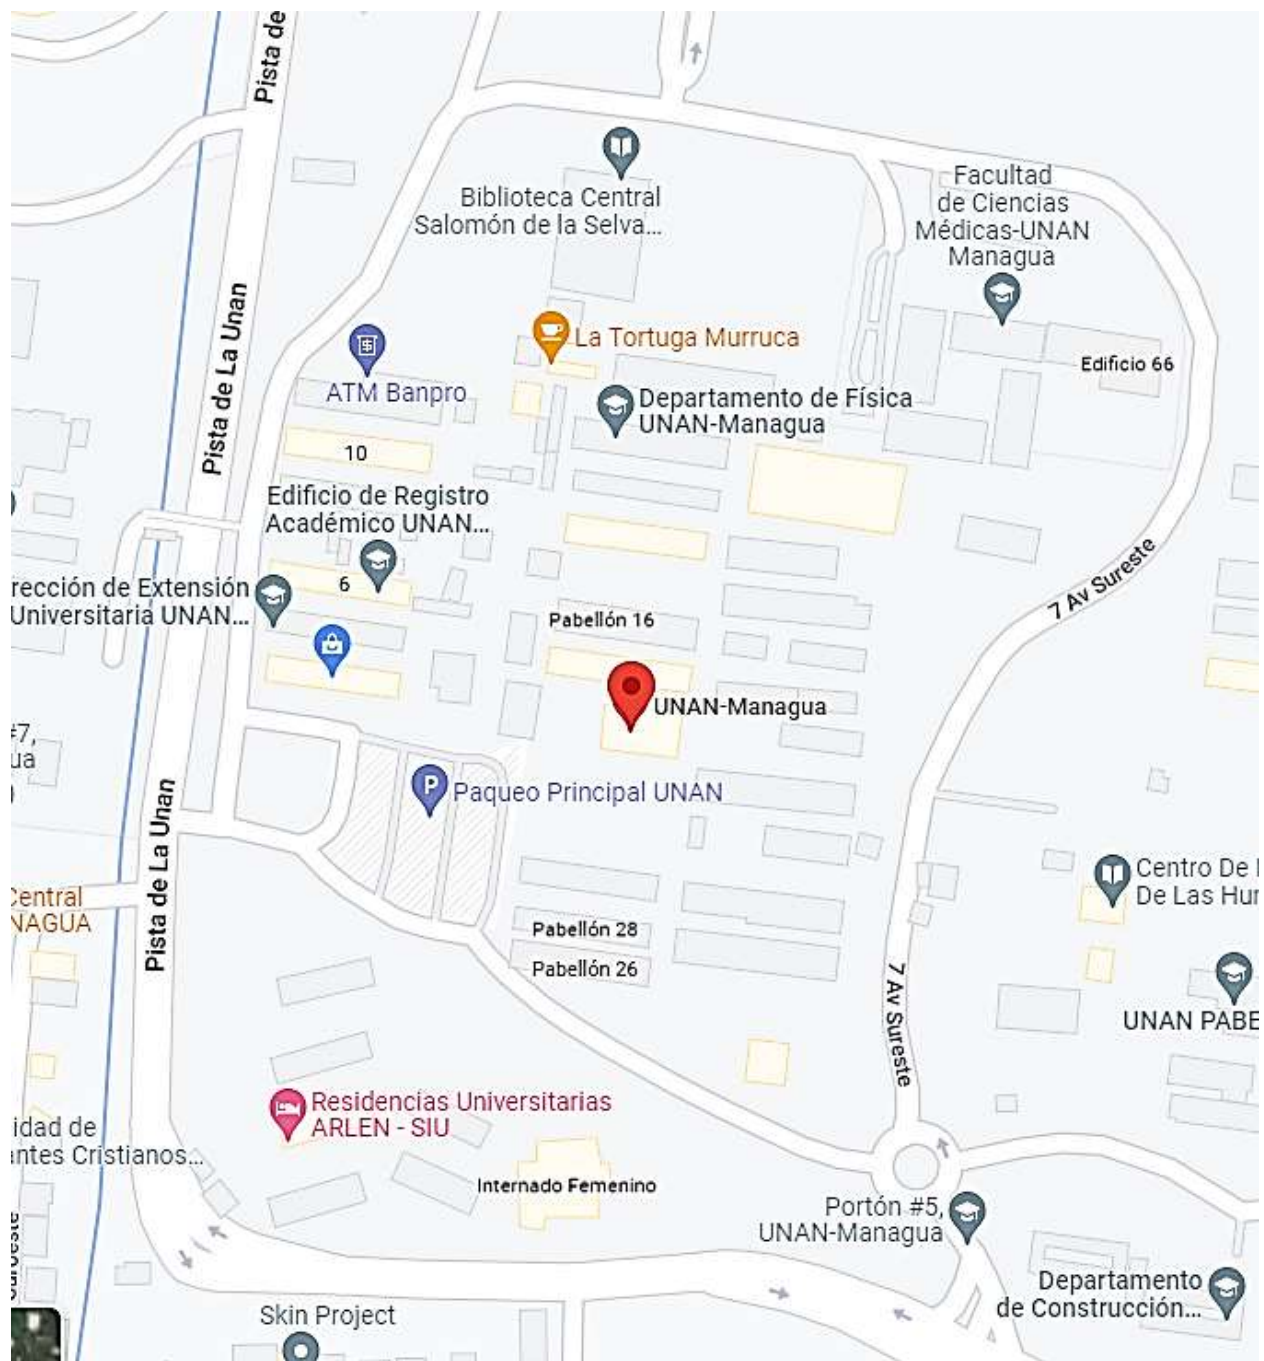 Pista de
Biblioteca Central
Salomón de la Selva...
Facultad
de Ciencias
Médicas-UNAN
Managua
Pista de La Unan
La Tortuga Murruca
Edificio 66
ATM Banpro
Departamento de Física
UNAN-Managua
10
Edificio de Registro
Académico UNAN...
6
rección de Extensión
Universitaria UNAN...
7 Av Sureste
Pabellón 16
UNAN-Managua
#7,
ua
P
Paqueo Principal UNAN
Pista de La Unan
Centro De
De Las Hur
Central
NAGUA
Pabellón 28
Pabellón 26
7 Av Sureste
UNAN PABE
Residencias Universitarias
ARLEN - SIU
idad de
antes Cristianos...
Internado Femenino
Portón #5,
UNAN-Managua
Departamento
de Construcción...
Skin Project